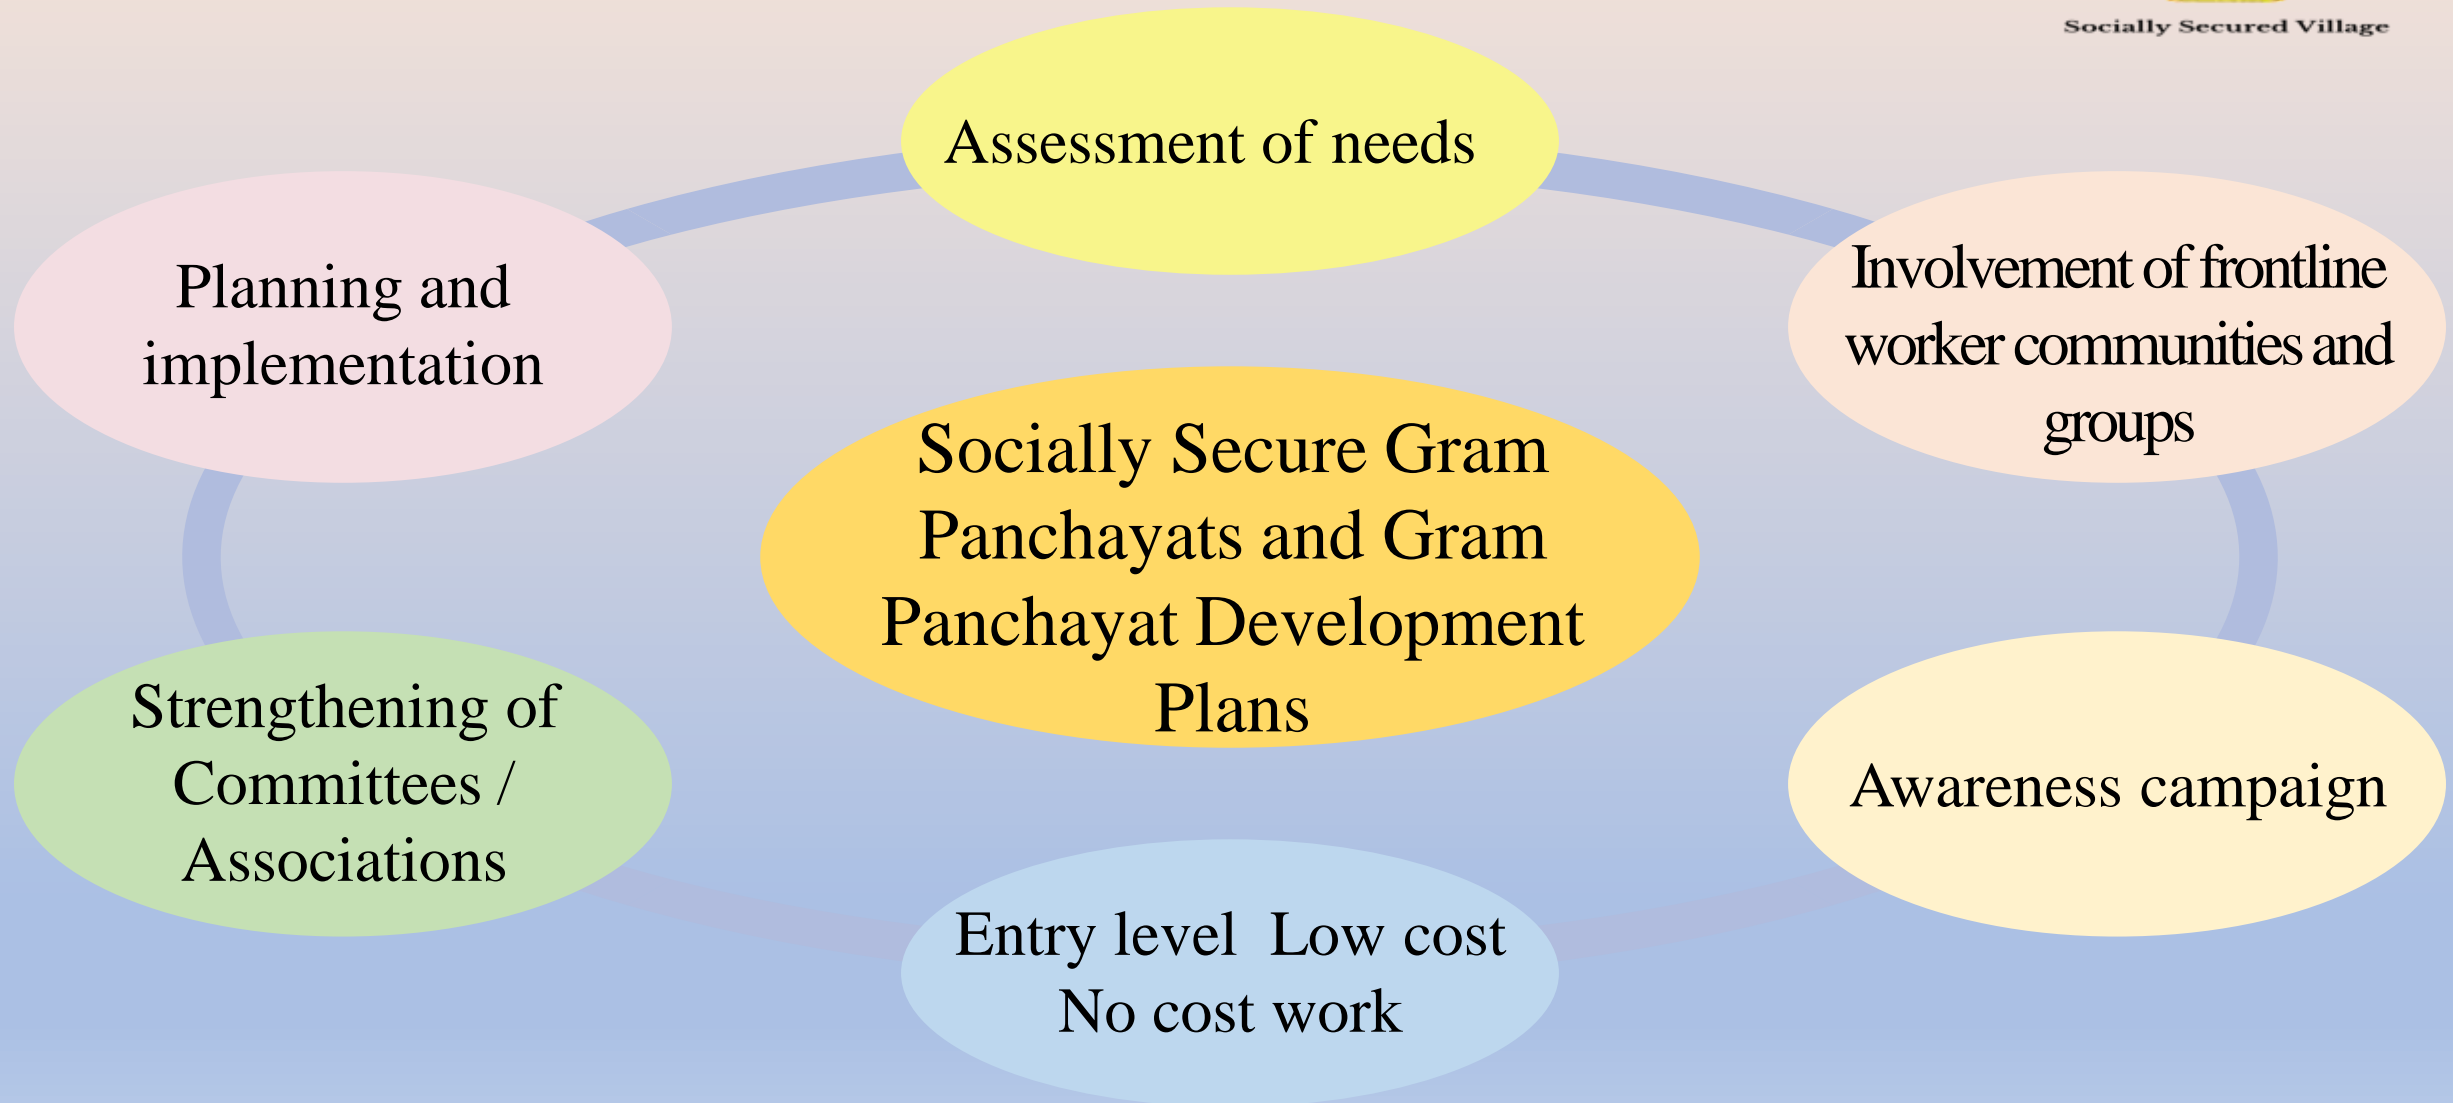 Socially Secured Village
Assessment of needs
Involvement of frontline
worker communities and
groups
Awareness campaign
Entry level  Low cost
No cost work
Strengthening of
Committees /
Associations
Planning and
implementation
Socially Secure Gram
Panchayats and Gram
Panchayat Development
Plans